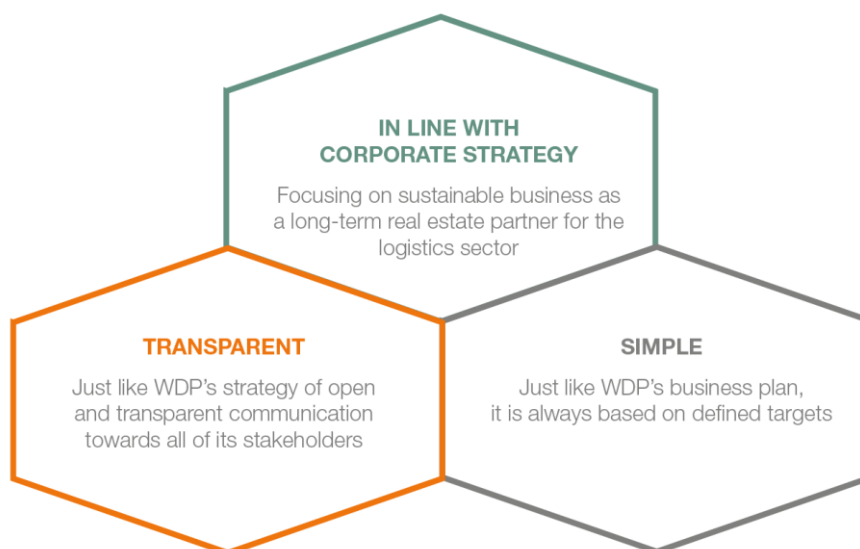 IN LINE WITH
CORPORATE STRATEGY
Focusing on sustainable business as
a long-term real estate partner for the
logistics sector
TRANSPARENT
Just like WDP's strategy of open
and transparent communication
towards all of its stakeholders
SIMPLE
Just like WDP's business plan,
it is always based on defined targets